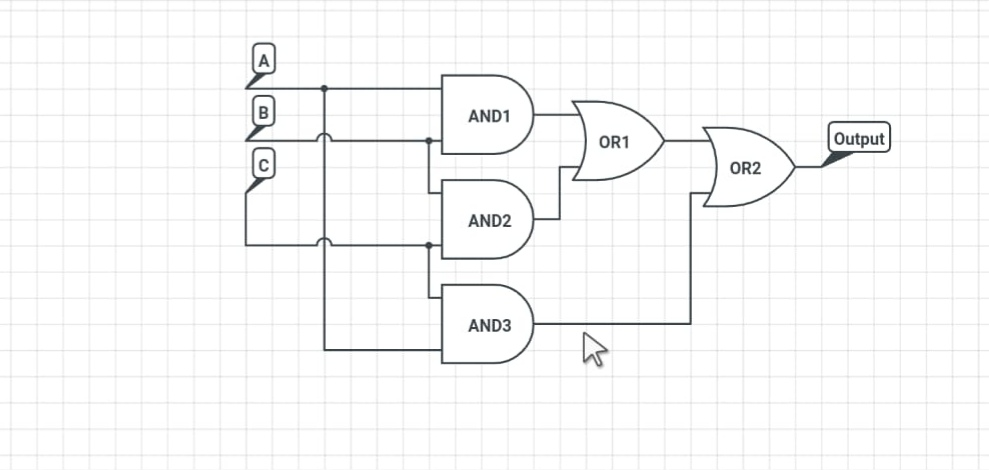 A
B
C
AND1
AND2
AND3
OR1
OR2
Output